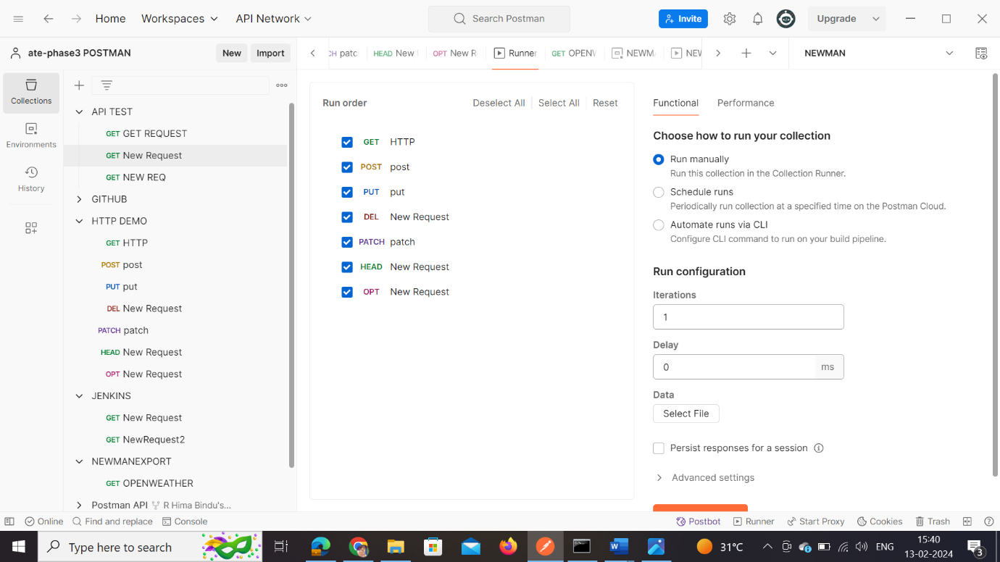 Home
Workspaces
API Network
Search Postman
Invite
Upgrade
ate-phase3 POSTMAN
New
Import
patc
HEAD New
OPT New R
Runner
GET OPENW
NEWM
NEW
NEWMAN
Collections
Environments
History
API TEST
GET GET REQUEST
GET New Request
GET NEW REQ
GITHUB
HTTP DEMO
GET HTTP
POST post
PUT put
DEL New Request
PATCH patch
HEAD New Request
OPT New Request
JENKINS
GET New Request
GET NewRequest2
NEWMANEXPORT
GET OPENWEATHER
Postman API R Hima Bindu's...
Run order
Deselect All
Select All
Reset
GET HTTP
POST post
PUT put
DEL New Request
PATCH patch
HEAD New Request
OPT New Request
Functional
Performance
Choose how to run your collection
Run manually
Run this collection in the Collection Runner.
Schedule runs
Periodically run collection at a specified time on the Postman Cloud.
Automate runs via CLI
Configure CLI command to run on your build pipeline.
Run configuration
Iterations
1
Delay
0 ms
Data
Select File
Persist responses for a session
Advanced settings
Online
Find and replace
Console
Postbot
Runner
Start Proxy
Cookies
Trash
Type here to search
31°C
ENG
15:40
13-02-2024
3